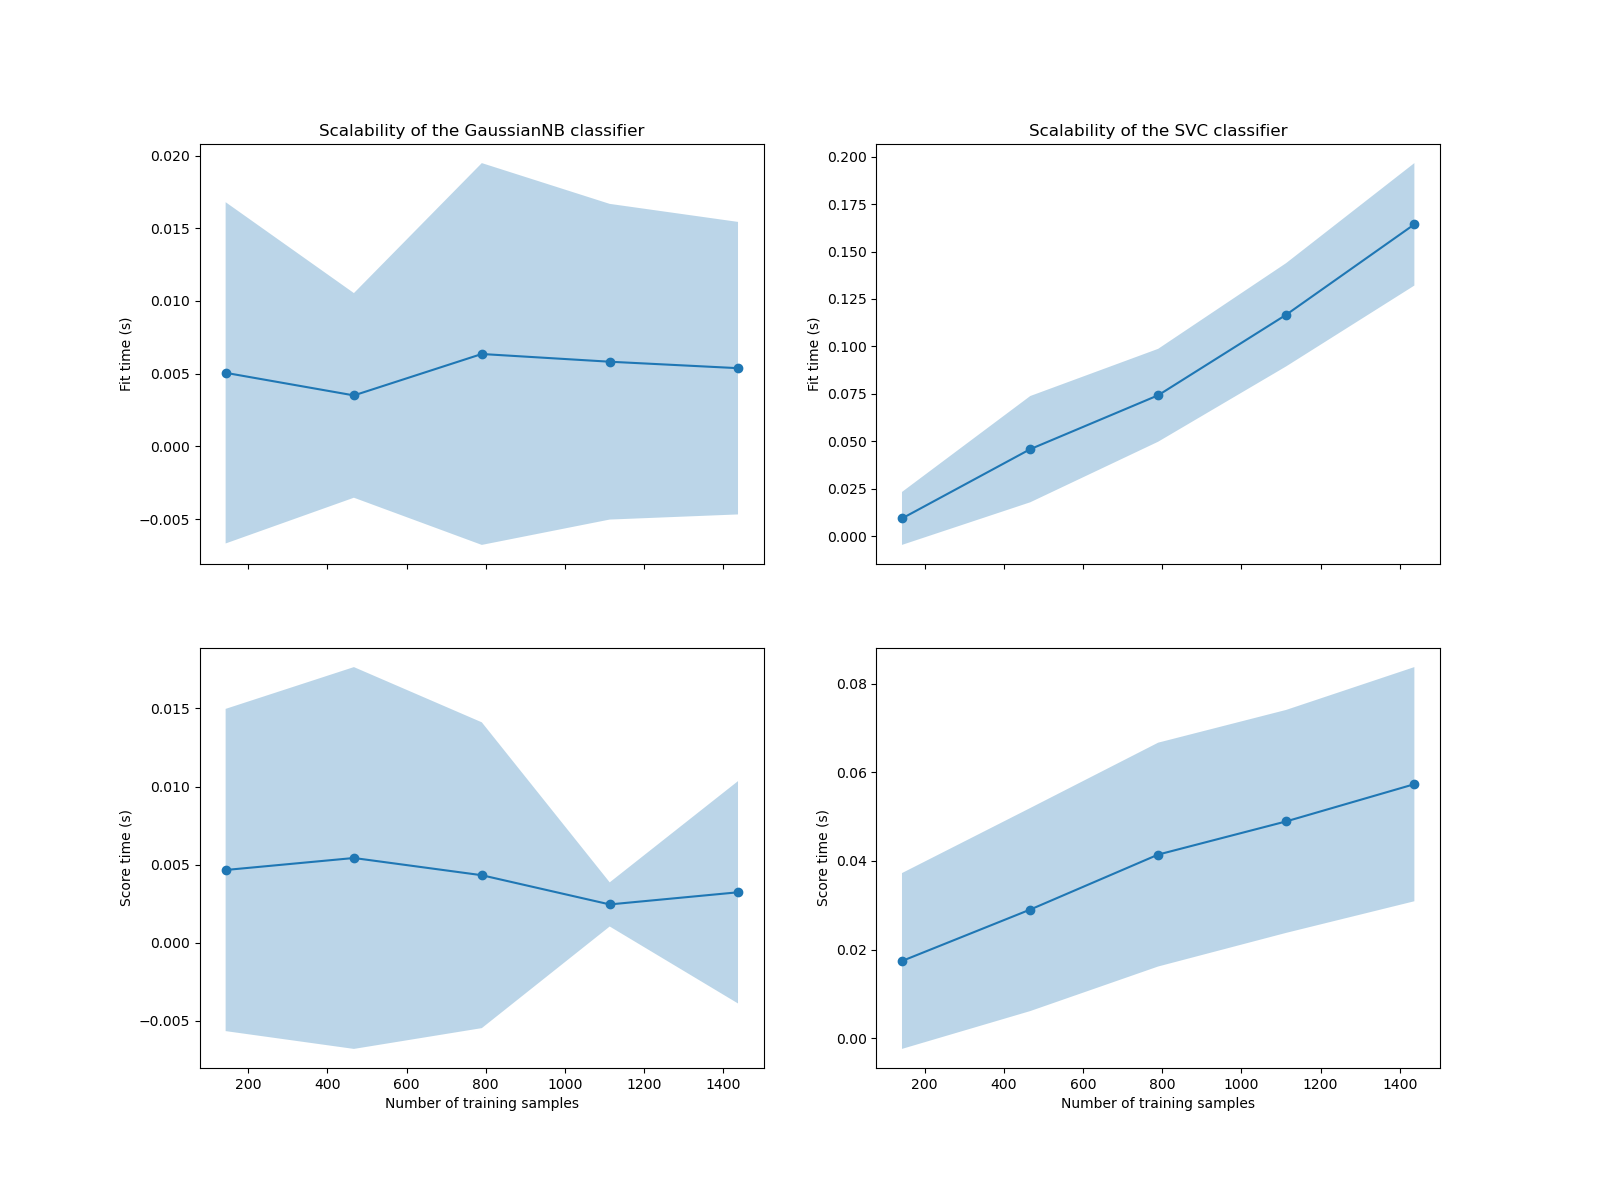 Scalability of the GaussianNB classifier
0.020
0.015
0.010
0.005
0.000
−0.005
Fit time (s)
Scalability of the SVC classifier
0.200
0.175
0.150
0.125
0.100
0.075
0.050
0.025
0.000
Fit time (s)
0.015
0.010
0.005
0.000
−0.005
Score time (s)
200 400 600 800 1000 1200 1400
Number of training samples
0.08
0.06
0.04
0.02
0.00
Score time (s)
200 400 600 800 1000 1200 1400
Number of training samples